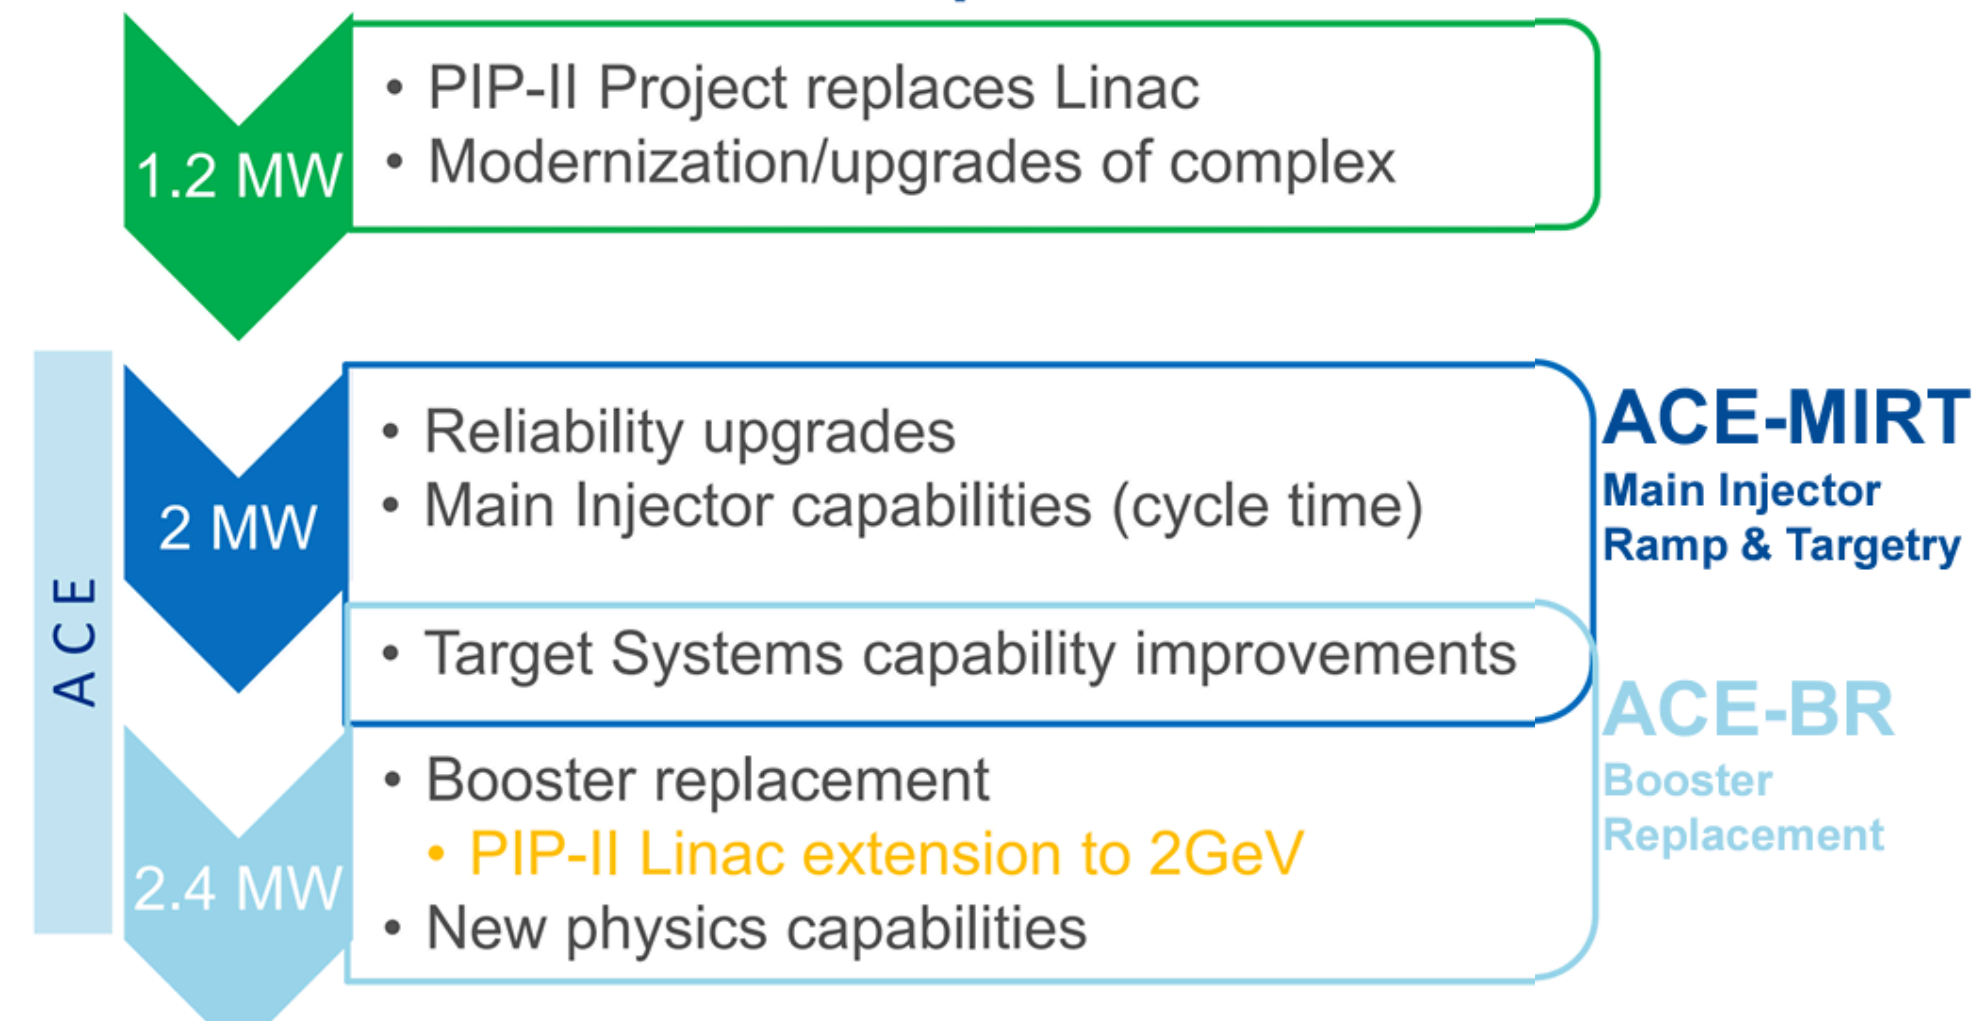 1.2 MW
• PIP-II Project replaces Linac
• Modernization/upgrades of complex
ACE
2 MW
• Reliability upgrades
• Main Injector capabilities (cycle time)
• Target Systems capability improvements
ACE-MIRT
Main Injector
Ramp & Targetry
2.4 MW
• Booster replacement
• PIP-II Linac extension to 2GeV
• New physics capabilities
ACE-BR
Booster
Replacement